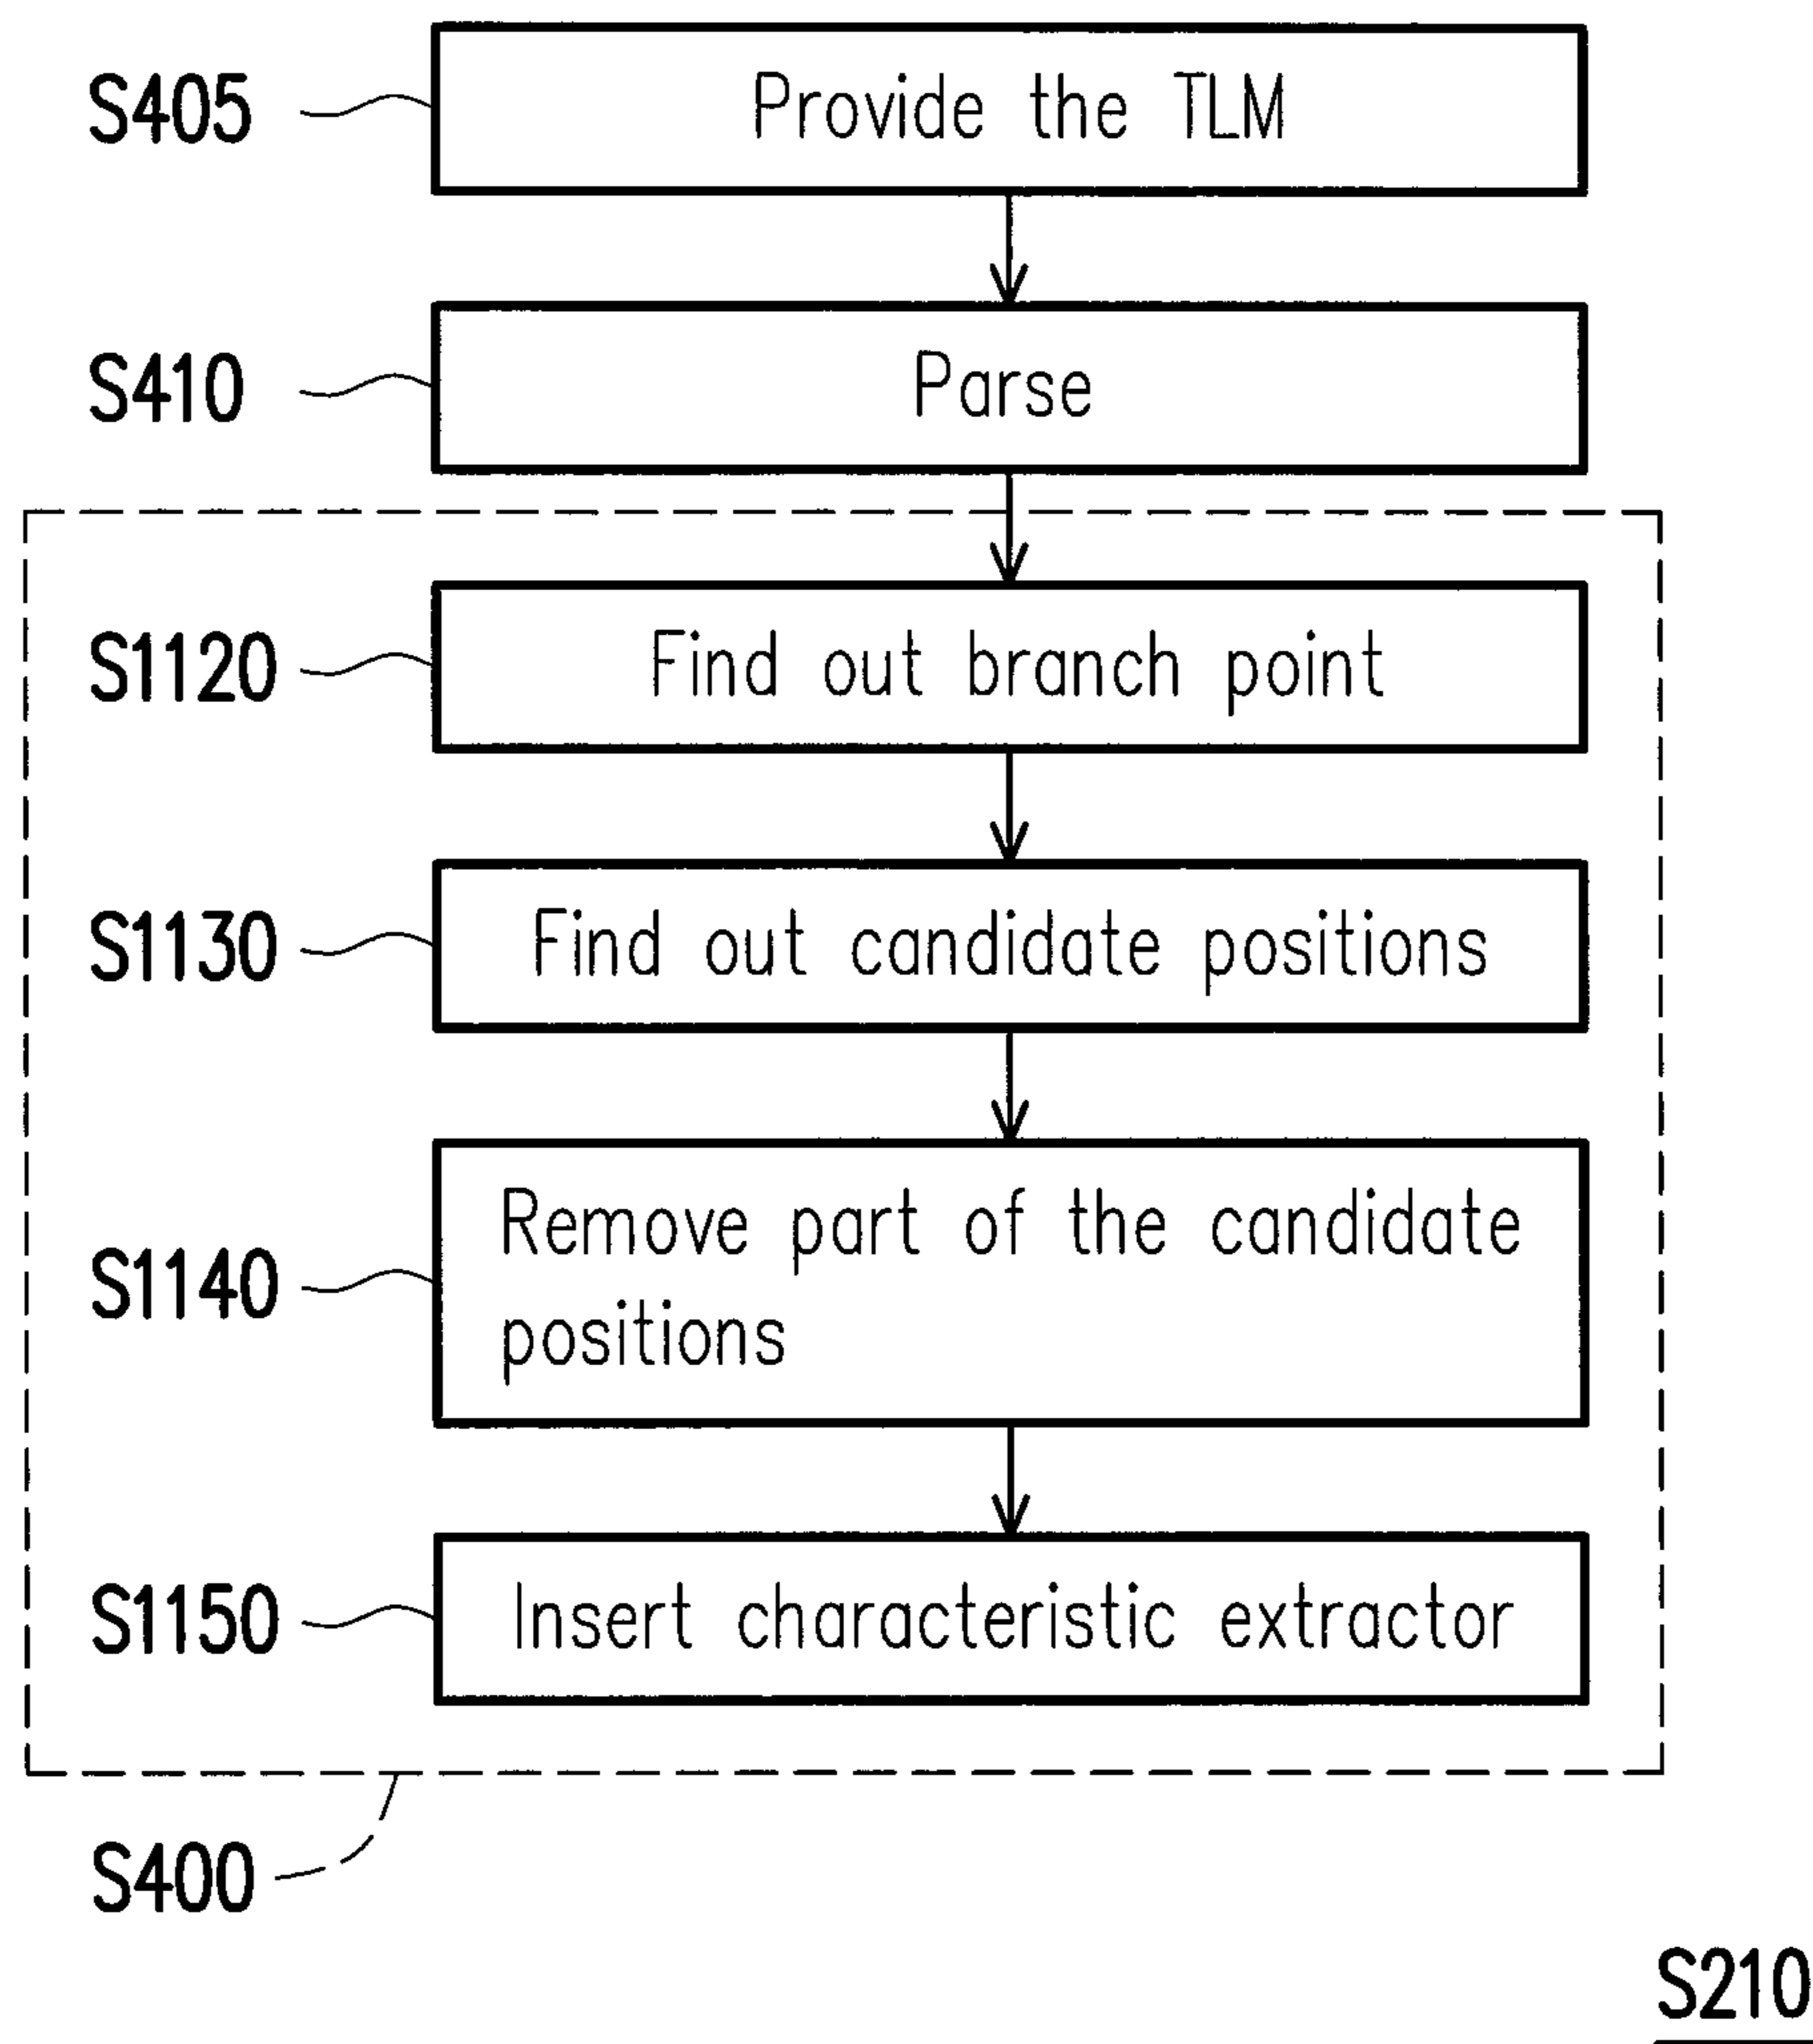 S405 Provide the TLM
S410 Parse
S1120 Find out branch point
S1130 Find out candidate positions
Remove part of the candidate
S1140
positions
S1150 Insert characteristic extractor
S400
S210